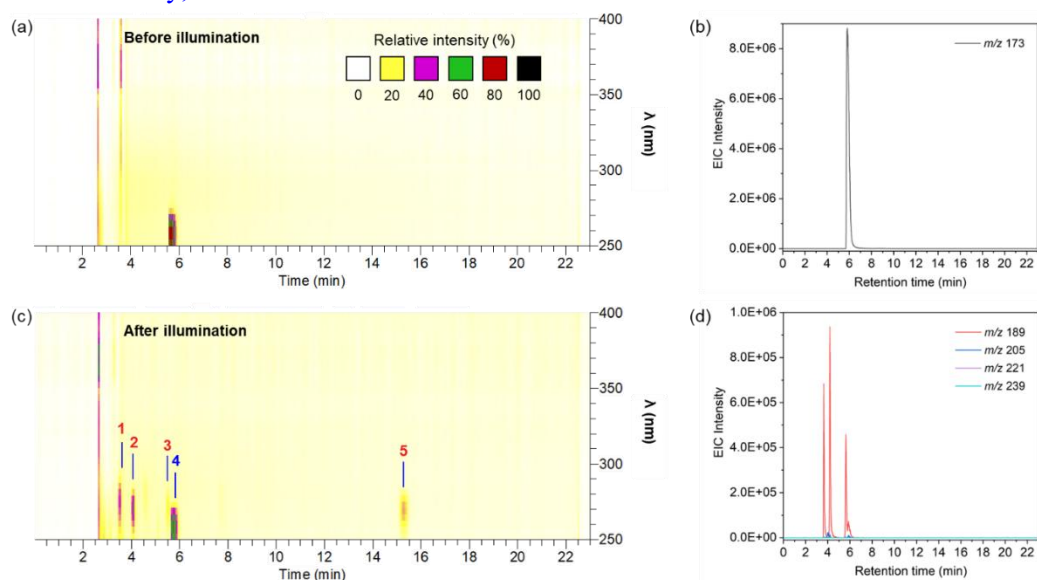 (a)
Before illumination
Relative intensity (%)
0 20 40 60 80 100
400
350
300
250
λ (nm)
2 4 6 8 10 12 14 16 18 20 22
Time (min)
(b)
m/z 173
8.0E+06
6.0E+06
4.0E+06
2.0E+06
0.0E+00
EIC Intensity
0 2 4 6 8 10 12 14 16 18 20 22
Retention time (min)
(c)
After illumination
1
2
3
4
5
400
350
300
250
λ (nm)
2 4 6 8 10 12 14 16 18 20 22
Time (min)
(d)
m/z 189
m/z 205
m/z 221
m/z 239
1.0E+06
8.0E+05
6.0E+05
4.0E+05
2.0E+05
0.0E+00
EIC Intensity
0 2 4 6 8 10 12 14 16 18 20 22
Retention time (min)